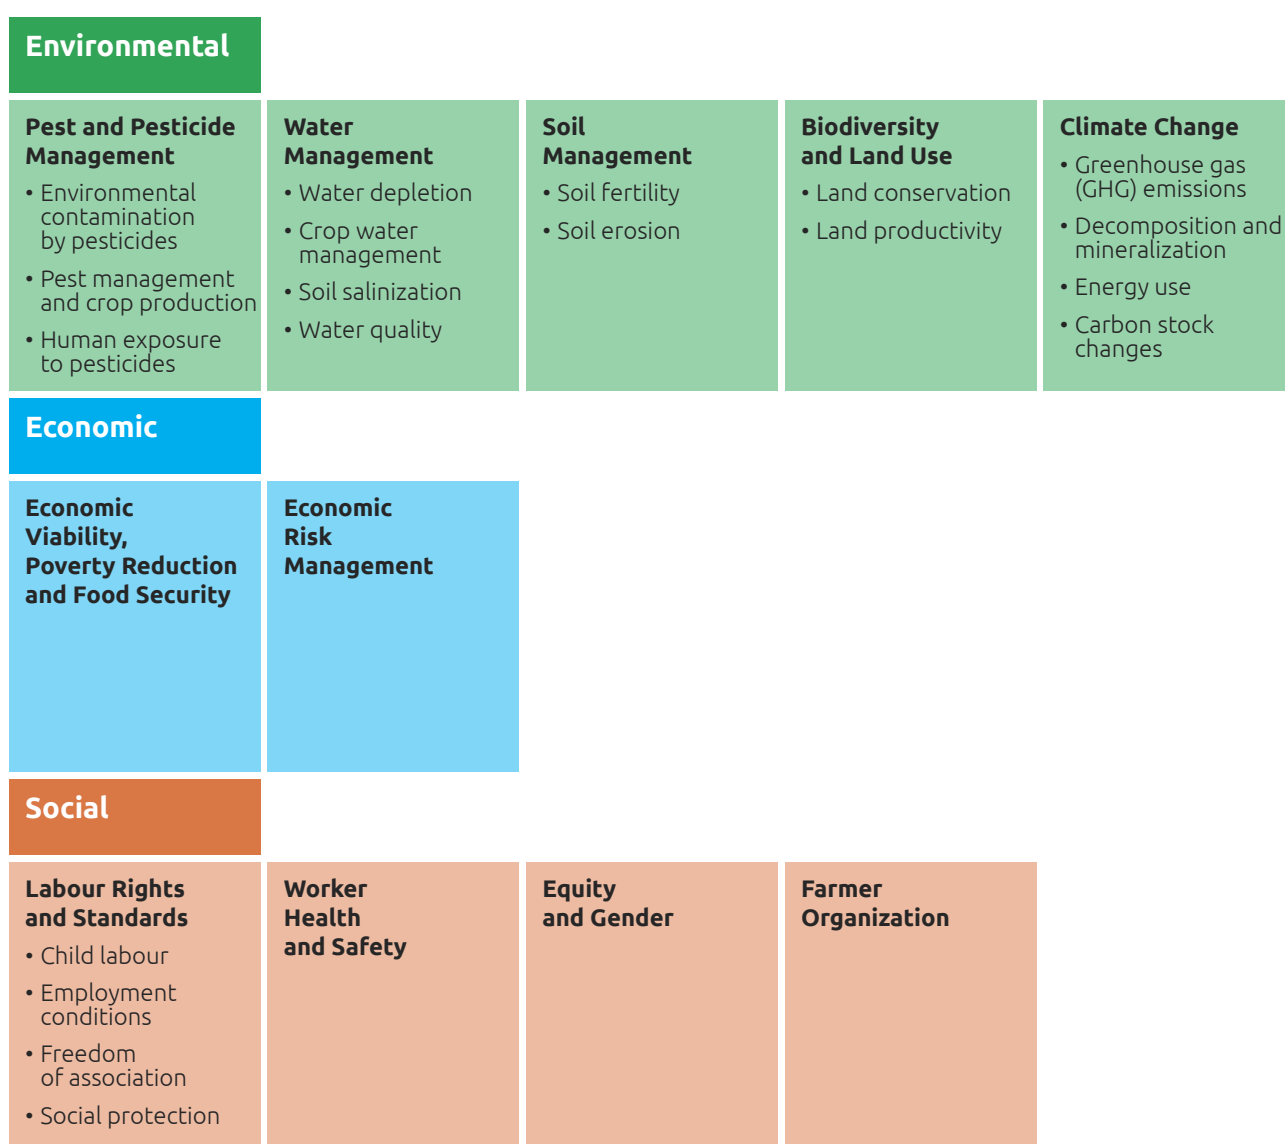 Environmental
Pest and Pesticide
Management
• Environmental
contamination
by pesticides
• Pest management
and crop production
• Human exposure
to pesticides
Water
Management
• Water depletion
• Crop water
management
• Soil salinization
• Water quality
Soil
Management
• Soil fertility
• Soil erosion
Biodiversity
and Land Use
• Land conservation
• Land productivity
Climate Change
• Greenhouse gas
(GHG) emissions
• Decomposition and
mineralization
• Energy use
• Carbon stock
changes
Economic
Economic
Viability,
Poverty Reduction
and Food Security
Economic
Risk
Management
Social
Labour Rights
and Standards
• Child labour
• Employment
conditions
• Freedom
of association
• Social protection
Worker
Health
and Safety
Equity
and Gender
Farmer
Organization